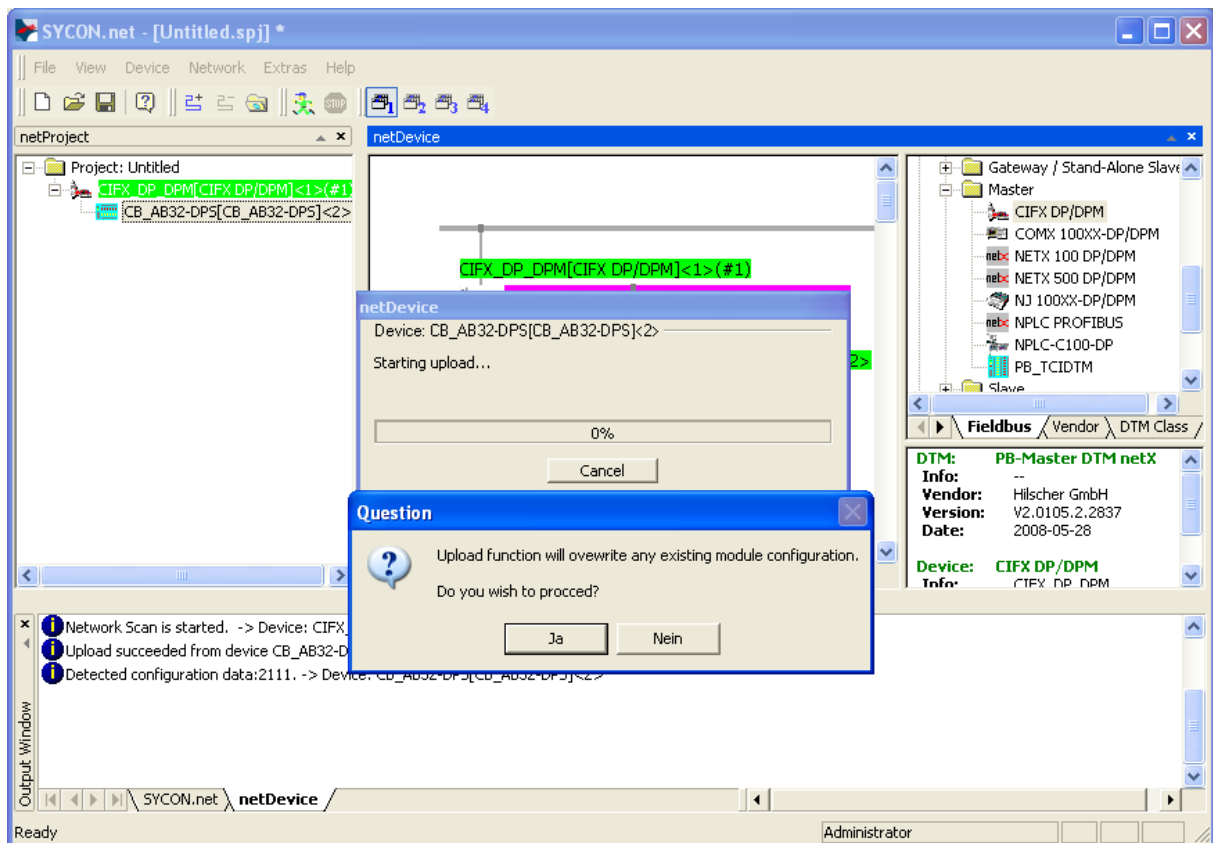 SYCON.net - [Untitled.spj] *
File View Device Network Extras Help
netProject
netDevice
Project: Untitled
CIFX_DP_DPM[CIFX DP/DPM]<1>(#1)
CB_AB32-DPS[CB_AB32-DPS]<2>
CIFX_DP_DPM[CIFX DP/DPM]<1>(#1)
2>
Gateway / Stand-Alone Slave
Master
CIFX DP/DPM
COMX 100XX-DP/DPM
NETX 100 DP/DPM
NETX 500 DP/DPM
NJ 100XX-DP/DPM
NPLC PROFIBUS
NPLC-C100-DP
PB_TCIDTM
Slave
Fieldbus Vendor DTM Class
DTM: PB-Master DTM netX
Info: --
Vendor: Hilscher GmbH
Version: V2.0105.2.2837
Date: 2008-05-28
Device: CIFX DP/DPM
Info: CIFX_DP_DPM
netDevice
Device: CB_AB32-DPS[CB_AB32-DPS]<2>
Starting upload...
0%
Cancel
Question
Upload function will ovewrite any existing module configuration.
Do you wish to procced?
Ja Nein
Network Scan is started. -> Device: CIFX_
Upload succeeded from device CB_AB32-D
Detected configuration data:2111. -> Device: CB_AB32-DPS[CB_AB32-DPS]<2>
Output Window
SYCON.net netDevice
Ready
Administrator